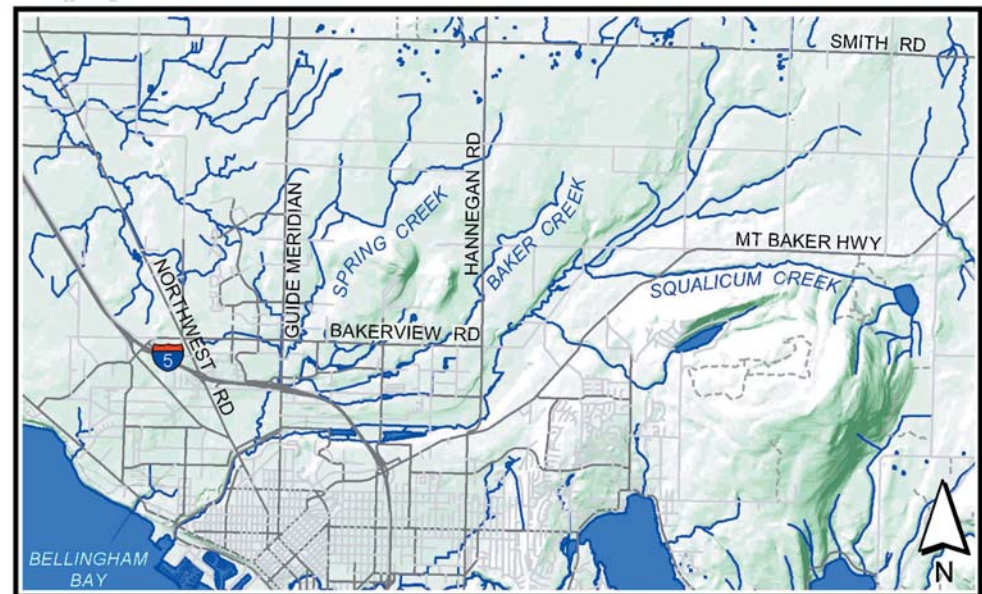 SMITH RD
HANNEGAN RD
GUIDE MERIDIAN
SPRING CREEK
BAKER CREEK
MT BAKER HWY
SQUALICUM CREEK
NORTHWEST RD
BAKERVIEW RD
5
BELLINGHAM
BAY
N